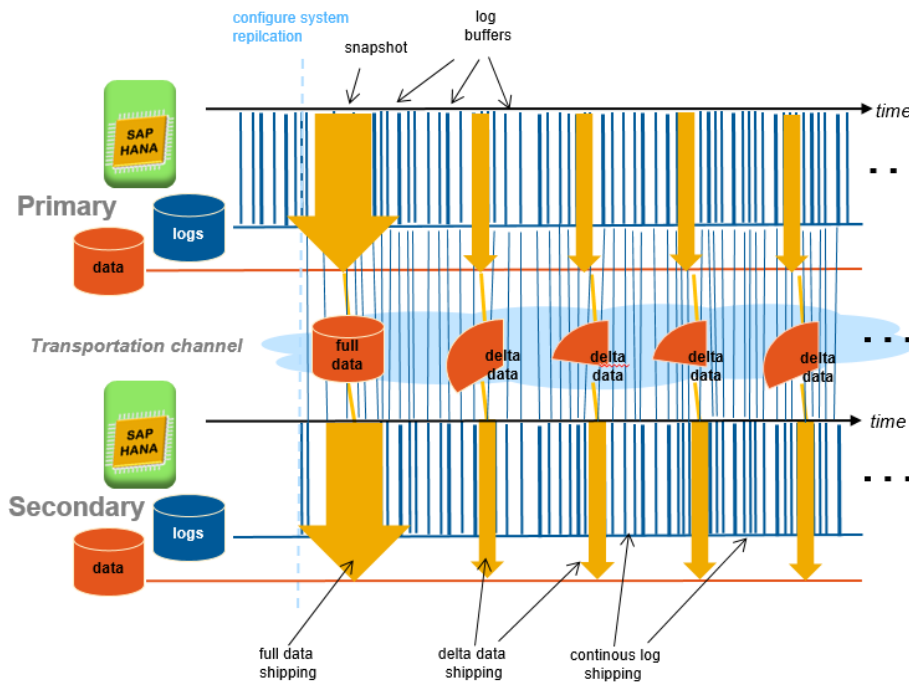 configure system
repilcation
snapshot
log
buffers
time
SAP
HANA
Primary
logs
data
Transportation channel
full
data
delta
data
delta
data
delta
data
delta
data
time
SAP
HANA
Secondary
logs
data
full data
shipping
delta data
shipping
continous log
shipping